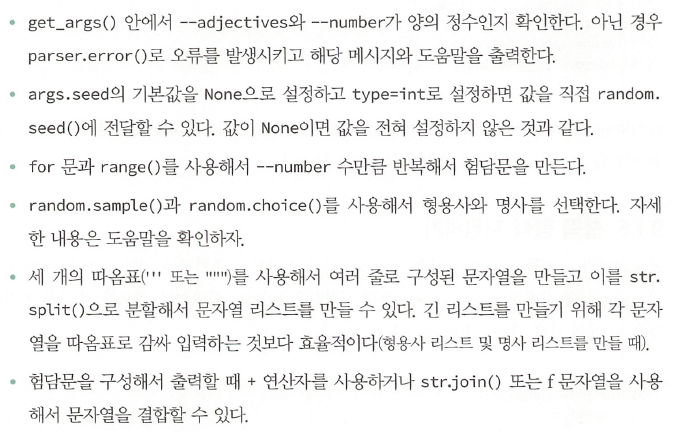 • get_args() 안에서 --adjectives와 --number가 양의 정수인지 확인한다. 아닌 경우
parser.error()로 오류를 발생시키고 해당 메시지와 도움말을 출력한다.
• args.seed의 기본값을 None으로 설정하고 type=int로 설정하면 값을 직접 random.
seed()에 전달할 수 있다. 값이 None이면 값을 전혀 설정하지 않은 것과 같다.
• for 문과 range()를 사용해서 --number 수만큼 반복해서 험담문을 만든다.
• random.sample()과 random.choice()를 사용해서 형용사와 명사를 선택한다. 자세
한 내용은 도움말을 확인하자.
• 세 개의 따옴표(''' 또는 """)를 사용해서 여러 줄로 구성된 문자열을 만들고 이를 str.
split()으로 분할해서 문자열 리스트를 만들 수 있다. 긴 리스트를 만들기 위해 각 문자
열을 따옴표로 감싸 입력하는 것보다 효율적이다(형용사 리스트 및 명사 리스트를 만들 때).
• 험담문을 구성해서 출력할 때 + 연산자를 사용하거나 str.join() 또는 f 문자열을 사용
해서 문자열을 결합할 수 있다.